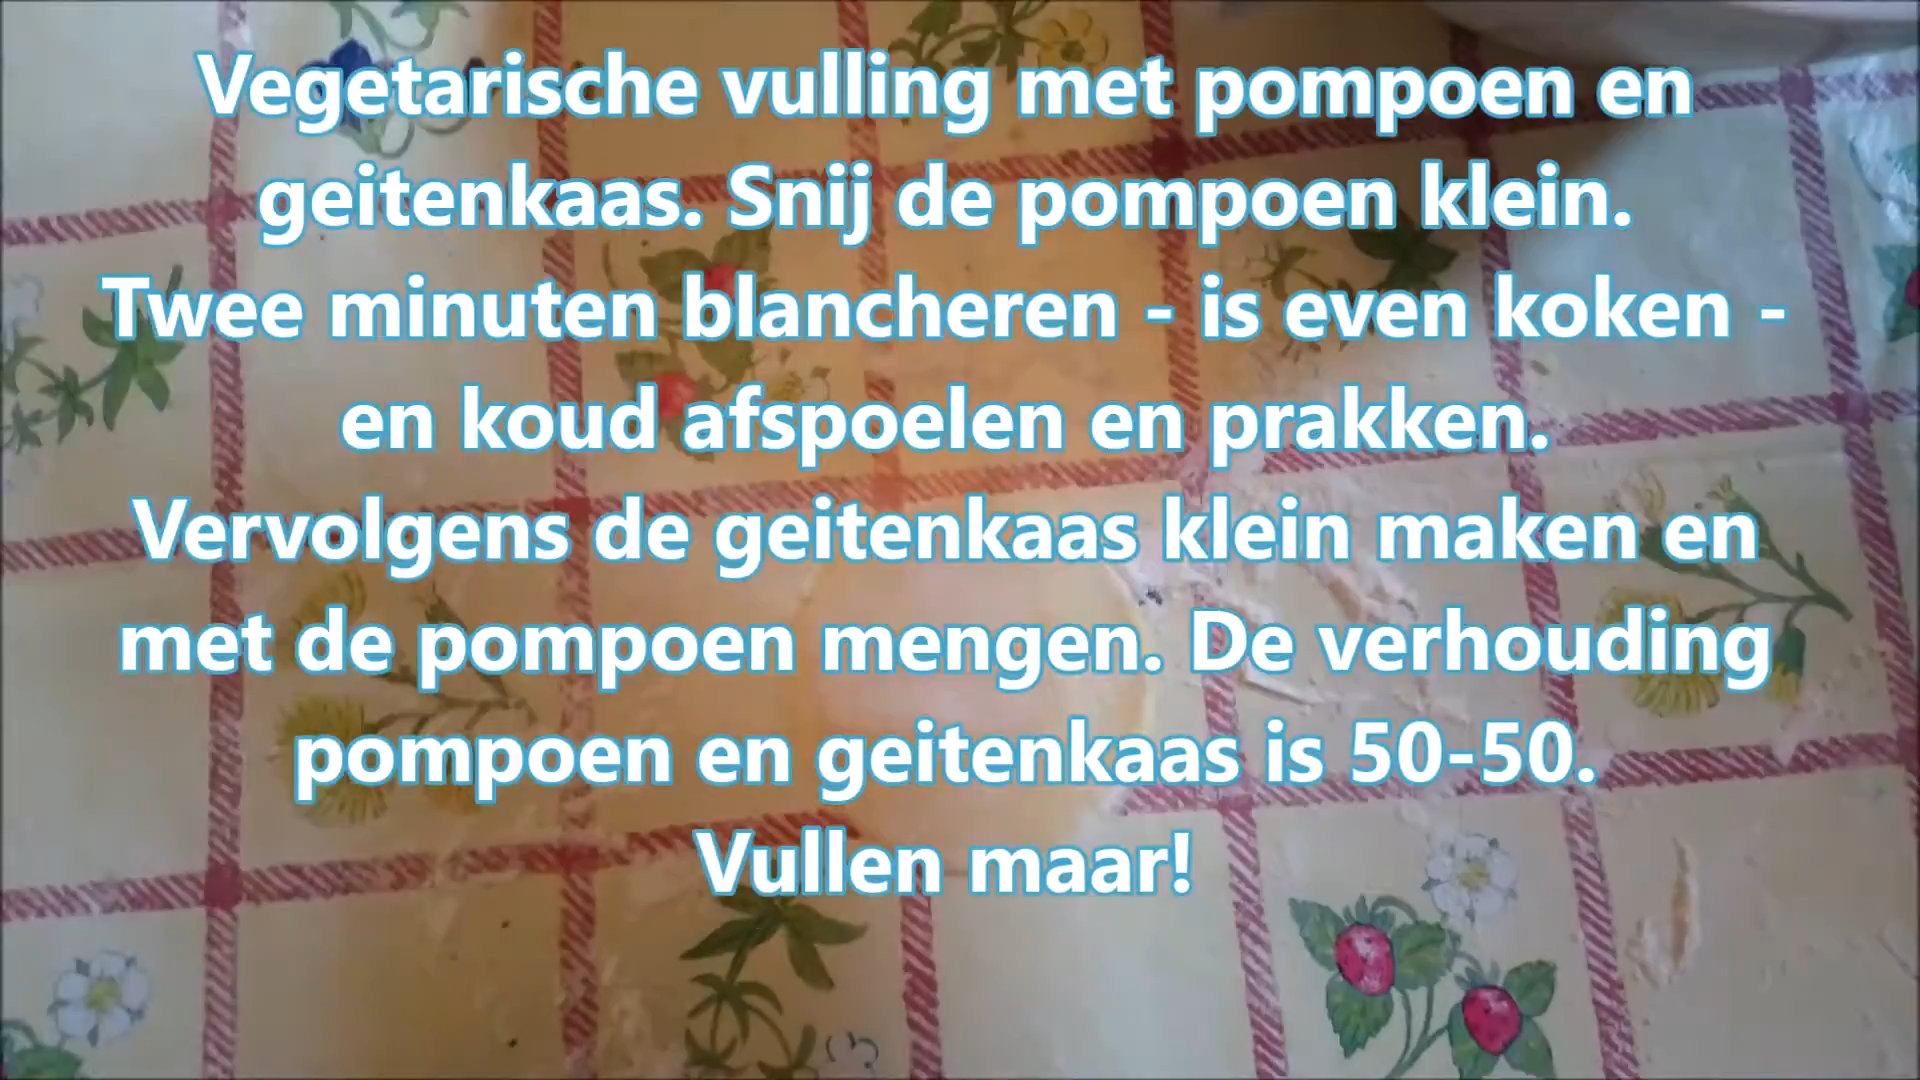 Vegetarische vulling met pompoen en
geitenkaas. Snij de pompoen klein.
Twee minuten blancheren - is even koken -
en koud afspoelen en prakken.
Vervolgens de geitenkaas klein maken en
met de pompoen mengen. De verhouding
pompoen en geitenkaas is 50-50.
Vullen maar!